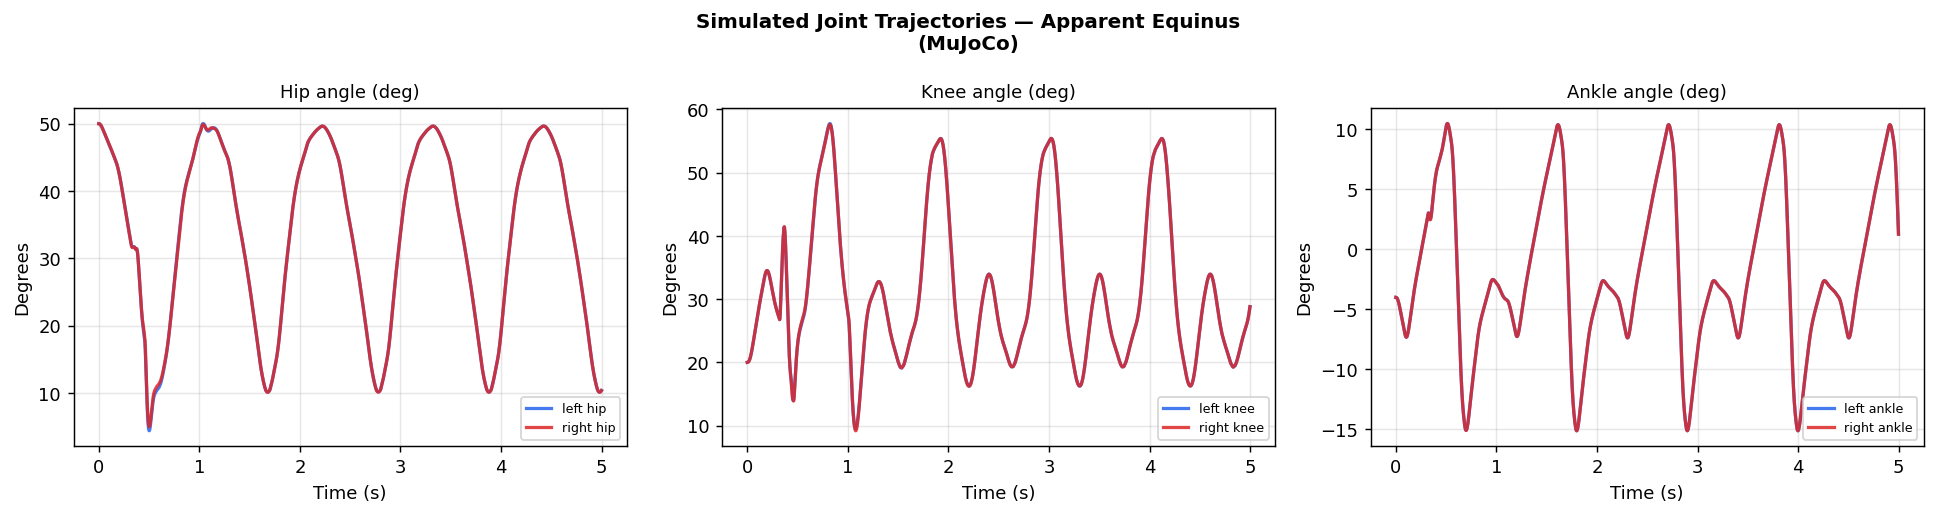 Simulated Joint Trajectories — Apparent Equinus
(MuJoCo)
Hip angle (deg)
Degrees
50
40
30
20
10
0 1 2 3 4 5
Time (s)
left hip
right hip
Knee angle (deg)
Degrees
60
50
40
30
20
10
0 1 2 3 4 5
Time (s)
left knee
right knee
Ankle angle (deg)
Degrees
10
5
0
−5
−10
−15
0 1 2 3 4 5
Time (s)
left ankle
right ankle